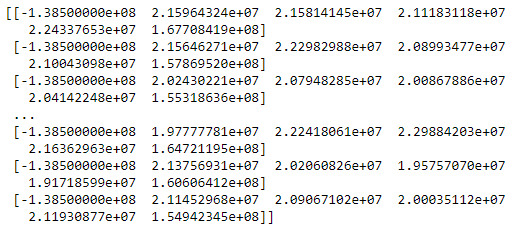 [[-1.38500000e+08 2.15964324e+07 2.15814145e+07 2.11183118e+07
2.24337653e+07 1.67708419e+08]
[-1.38500000e+08 2.15646271e+07 2.22982988e+07 2.08993477e+07
2.10043098e+07 1.57869520e+08]
[-1.38500000e+08 2.02430221e+07 2.07948285e+07 2.00867886e+07
2.04142248e+07 1.55318636e+08]
...
[-1.38500000e+08 1.97777781e+07 2.22418061e+07 2.29884203e+07
2.16362963e+07 1.64721195e+08]
[-1.38500000e+08 2.13756931e+07 2.02060826e+07 1.95757070e+07
1.91718599e+07 1.60606412e+08]
[-1.38500000e+08 2.11452968e+07 2.09067102e+07 2.00035112e+07
2.11930877e+07 1.54942345e+08]]